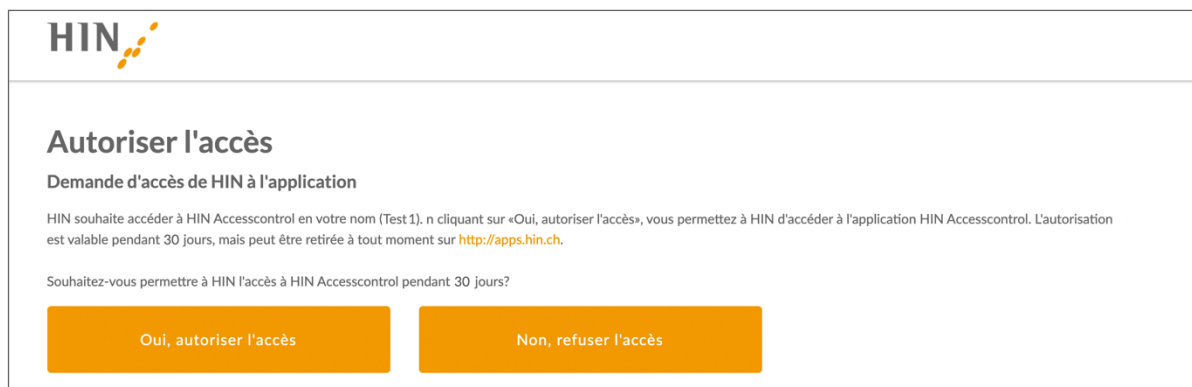 HIN
Autoriser l'accès
Demande d'accès de HIN à l'application
HIN souhaite accéder à HIN Accesscontrol en votre nom (Test1). n cliquant sur «Oui, autoriser l'accès», vous permettez à HIN d'accéder à l'application HIN Accesscontrol. L'autorisation
est valable pendant 30 jours, mais peut être retirée à tout moment sur http://apps.hin.ch.
Souhaitez-vous permettre à HIN l'accès à HIN Accesscontrol pendant 30 jours?
Oui, autoriser l'accès
Non, refuser l'accès